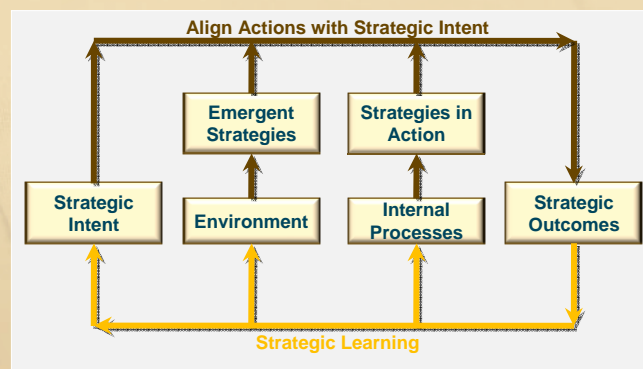 Align Actions with Strategic Intent
Emergent
Strategies
Strategies in
Action
Strategic
Intent
Environment
Internal
Processes
Strategic
Outcomes
Strategic Learning